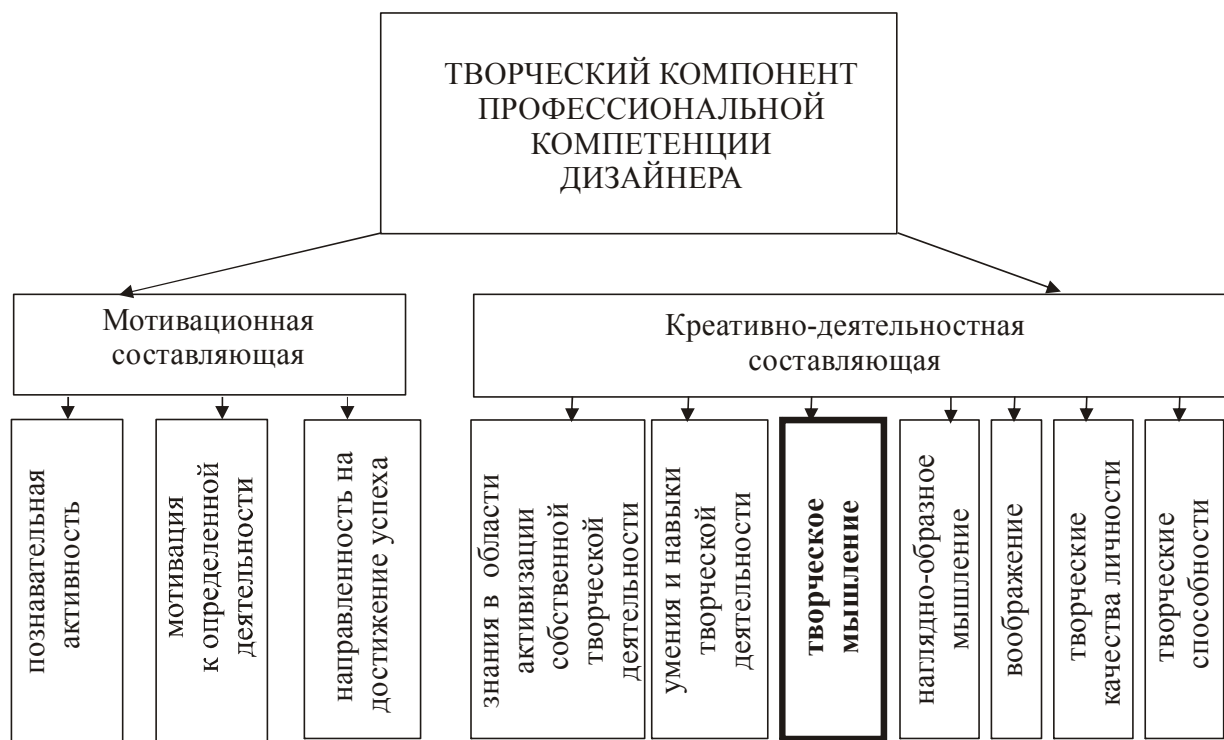 ТВОРЧЕСКИЙ КОМПОНЕНТ
ПРОФЕССИОНАЛЬНОЙ
КОМПЕТЕНЦИИ
ДИЗАЙНЕРА
Мотивационная
составляющая
Креативно-деятельностная
составляющая
познавательная
активность
мотивация
к определенной
деятельности
направленность на
достижение успеха
знания в области
активизации
собственной
творческой
деятельности
умения и навыки
творческой
деятельности
творческое
мышление
наглядно-образное
мышление
воображение
творческие
качества личности
творческие
способности